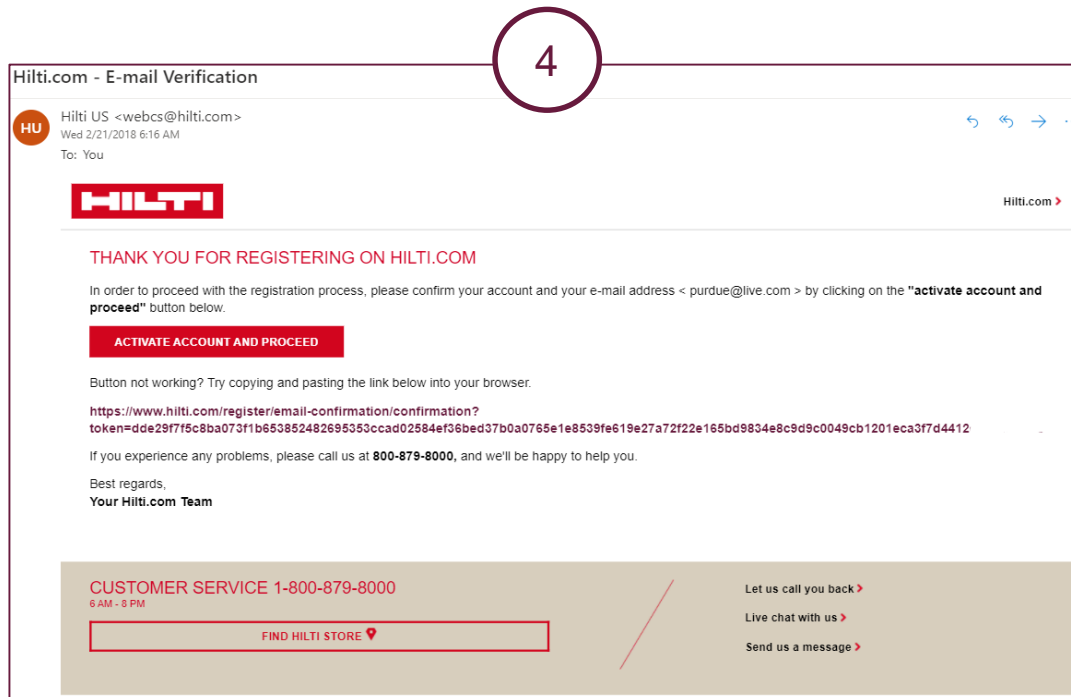 4
Hilti.com - E-mail Verification
HU
Hilti US <webcs@hilti.com>
Wed 2/21/2018 6:16 AM
To: You
HILTI
Hilti.com
THANK YOU FOR REGISTERING ON HILTI.COM
In order to proceed with the registration process, please confirm your account and your e-mail address < purdue@live.com > by clicking on the "activate account and
proceed" button below.
ACTIVATE ACCOUNT AND PROCEED
Button not working? Try copying and pasting the link below into your browser.
https://www.hilti.com/register/email-confirmation/confirmation?
token=dde29f7f5c8ba073f1b653852482695353ccad02584ef36bed37b0a0765e1e8539fe619e27a72f22e165bd9834e8c9d9c0049cb1201eca3f7d4412
If you experience any problems, please call us at 800-879-8000, and we'll be happy to help you.
Best regards,
Your Hilti.com Team
CUSTOMER SERVICE 1-800-879-8000
6 AM - 8 PM
FIND HILTI STORE
Let us call you back
Live chat with us
Send us a message